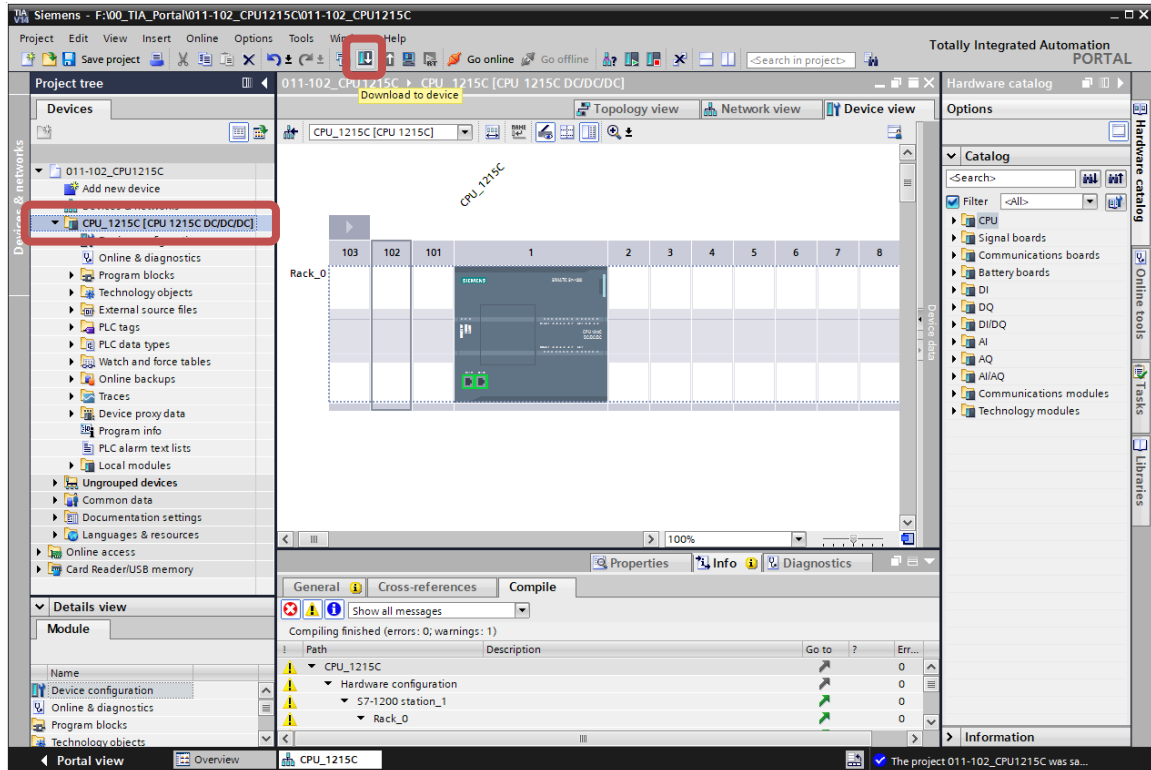 TIA V14 Siemens - F:\00_TIA_Portal\011-102_CPU1215C\011-102_CPU1215C
Project Edit View Insert Online Options Tools Help
Totally Integrated Automation
PORTAL
Save project Go online Go offline <Search in project>
Download to device
Project tree
Devices
011-102_CPU1215C
Add new device
CPU_1215C [CPU 1215C DC/DC/DC]
Online & diagnostics
Program blocks
Technology objects
External source files
PLC tags
PLC data types
Watch and force tables
Online backups
Traces
Device proxy data
Program info
PLC alarm text lists
Local modules
Ungrouped devices
Common data
Documentation settings
Languages & resources
Online access
Card Reader/USB memory
Details view
Module
Name
Device configuration
Online & diagnostics
Program blocks
Technology objects
Devices & networks
011-102_CPU1215C CPU_1215C [CPU 1215C DC/DC/DC]
Topology view Network view Device view
CPU_1215C [CPU 1215C]
CPU_1215C
103 102 101 1 2 3 4 5 6 7 8
Rack_0
SIEMENS
Device data
100%
Properties Info Diagnostics
General Cross-references Compile
Show all messages
Compiling finished (errors: 0; warnings: 1)
! Path Description Go to ? Err...
CPU_1215C 0
Hardware configuration 0
S7-1200 station_1 0
Rack_0 0
Hardware catalog
Options
Catalog
<Search>
Filter <All>
CPU
Signal boards
Communications boards
Battery boards
DI
DQ
DI/DQ
AI
AQ
AI/AQ
Communications modules
Technology modules
Information
Hardware catalog
Online tools
Tasks
Libraries
Portal view Overview CPU_1215C The project 011-102_CPU1215C was sa...